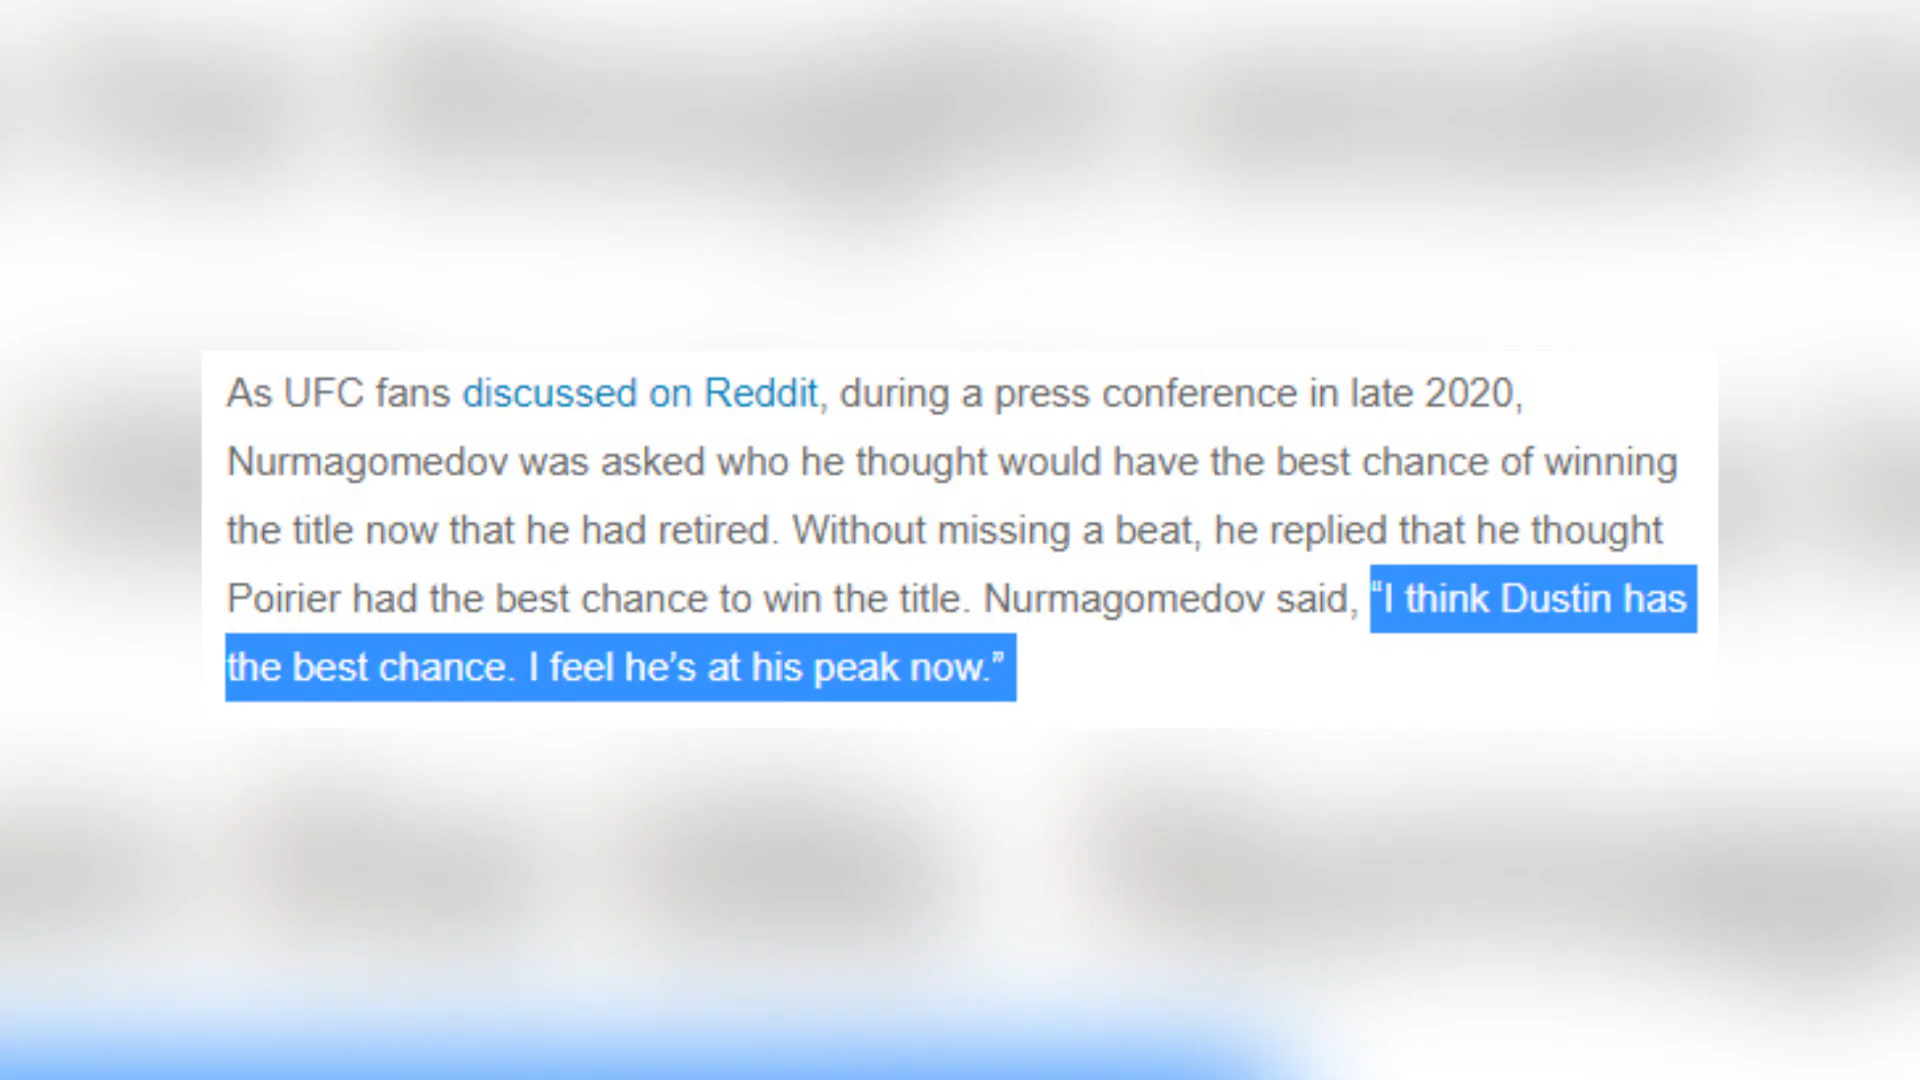 As UFC fans discussed on Reddit, during a press conference in late 2020,
Nurmagomedov was asked who he thought would have the best chance of winning
the title now that he had retired. Without missing a beat, he replied that he thought
Poirier had the best chance to win the title. Nurmagomedov said, “I think Dustin has
the best chance. I feel he’s at his peak now.”